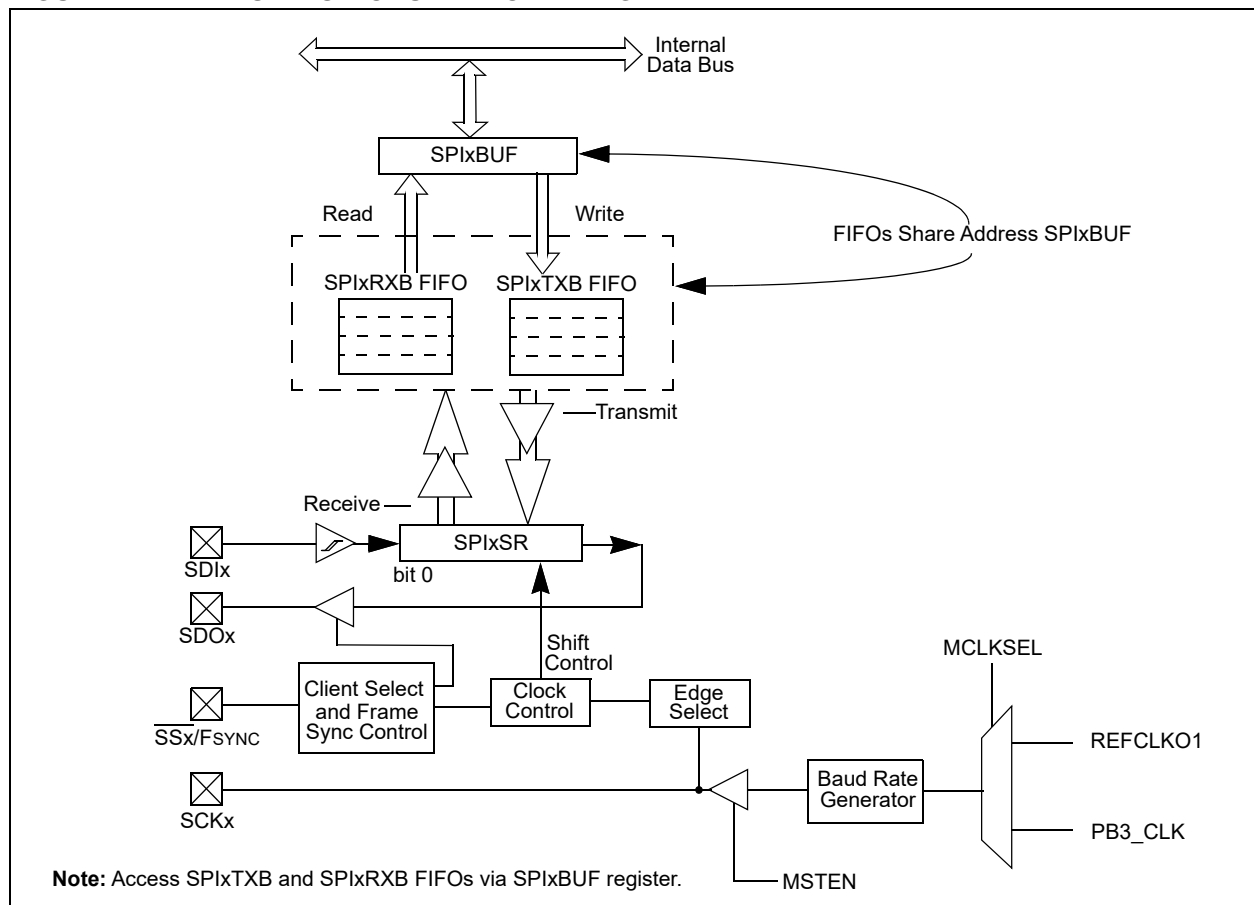 Internal
Data Bus
SPIxBUF
Read
Write
FIFOs Share Address SPIxBUF
SPIxRXB FIFO
SPIxTXB FIFO
Transmit
Receive
SPIxSR
SDIx
bit 0
SDOx
Shift
Control
MCLKSEL
Client Select
and Frame
Sync Control
Clock
Control
Edge
Select
SSx/FSYNC
REFCLKO1
Baud Rate
Generator
SCKx
PB3_CLK
Note: Access SPIxTXB and SPIxRXB FIFOs via SPIxBUF register.
MSTEN